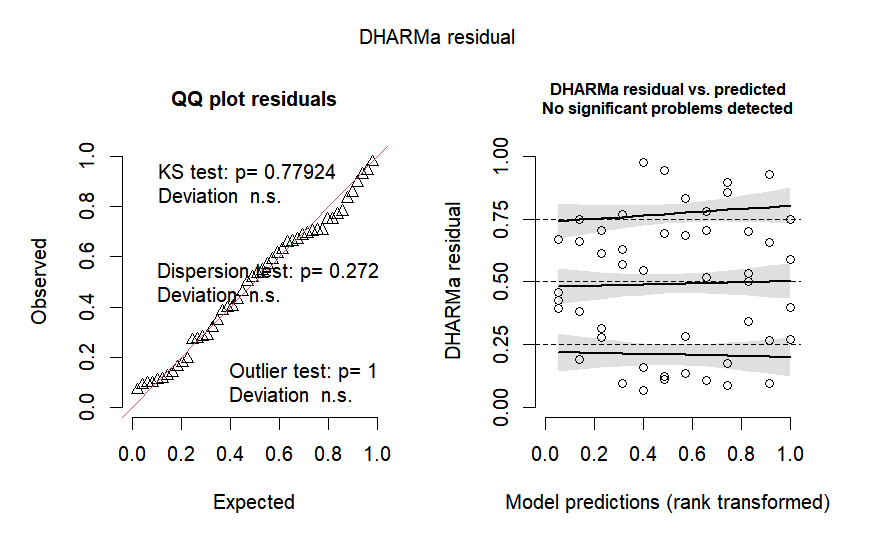 DHARMa residual
QQ plot residuals
KS test: p= 0.77924
Deviation n.s.
Dispersion test: p= 0.272
Deviation n.s.
Outlier test: p= 1
Deviation n.s.
Observed
0.0 0.2 0.4 0.6 0.8 1.0
0.0 0.2 0.4 0.6 0.8 1.0
Expected
DHARMa residual vs. predicted
No significant problems detected
DHARMa residual
0.00 0.25 0.50 0.75 1.00
0.0 0.2 0.4 0.6 0.8 1.0
Model predictions (rank transformed)